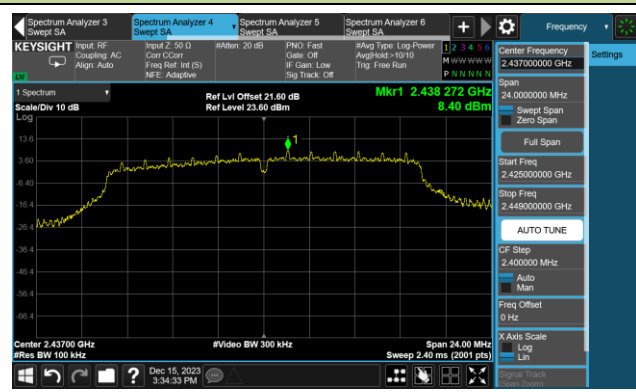 Spectrum Analyzer 3
Swept SA
Spectrum Analyzer 4
Swept SA
Spectrum Analyzer 5
Swept SA
Spectrum Analyzer 6
Swept SA
+
Frequency
KEYSIGHT
Input: RF
Coupling: AC
Align: Auto
Input Z: 50 Ω
Corr CCorr
Freq Ref: Int (S)
NFE: Adaptive
#Atten: 20 dB
PNO: Fast
Gate: Off
IF Gain: Low
Sig Track: Off
#Avg Type: Log-Power
Avg|Hold:>10/10
Trig: Free Run
1 2 3 4 5 6
M W W W W W
P N N N N N
LW
1 Spectrum
Scale/Div 10 dB
Log
Ref Lvl Offset 21.60 dB
Ref Level 23.60 dBm
Mkr1 2.438 272 GHz
8.40 dBm
1
13.6
3.60
-6.40
-16.4
-26.4
-36.4
-46.4
-56.4
-66.4
Center 2.43700 GHz
#Res BW 100 kHz
#Video BW 300 kHz
Span 24.00 MHz
Sweep 2.40 ms (2001 pts)
Center Frequency
2.437000000 GHz
Span
24.0000000 MHz
Swept Span
Zero Span
Full Span
Start Freq
2.425000000 GHz
Stop Freq
2.449000000 GHz
AUTO TUNE
CF Step
2.400000 MHz
Auto
Man
Freq Offset
0 Hz
X Axis Scale
Log
Lin
Signal Track
(Span Zoom)
Settings
?
Dec 15, 2023
3:34:33 PM